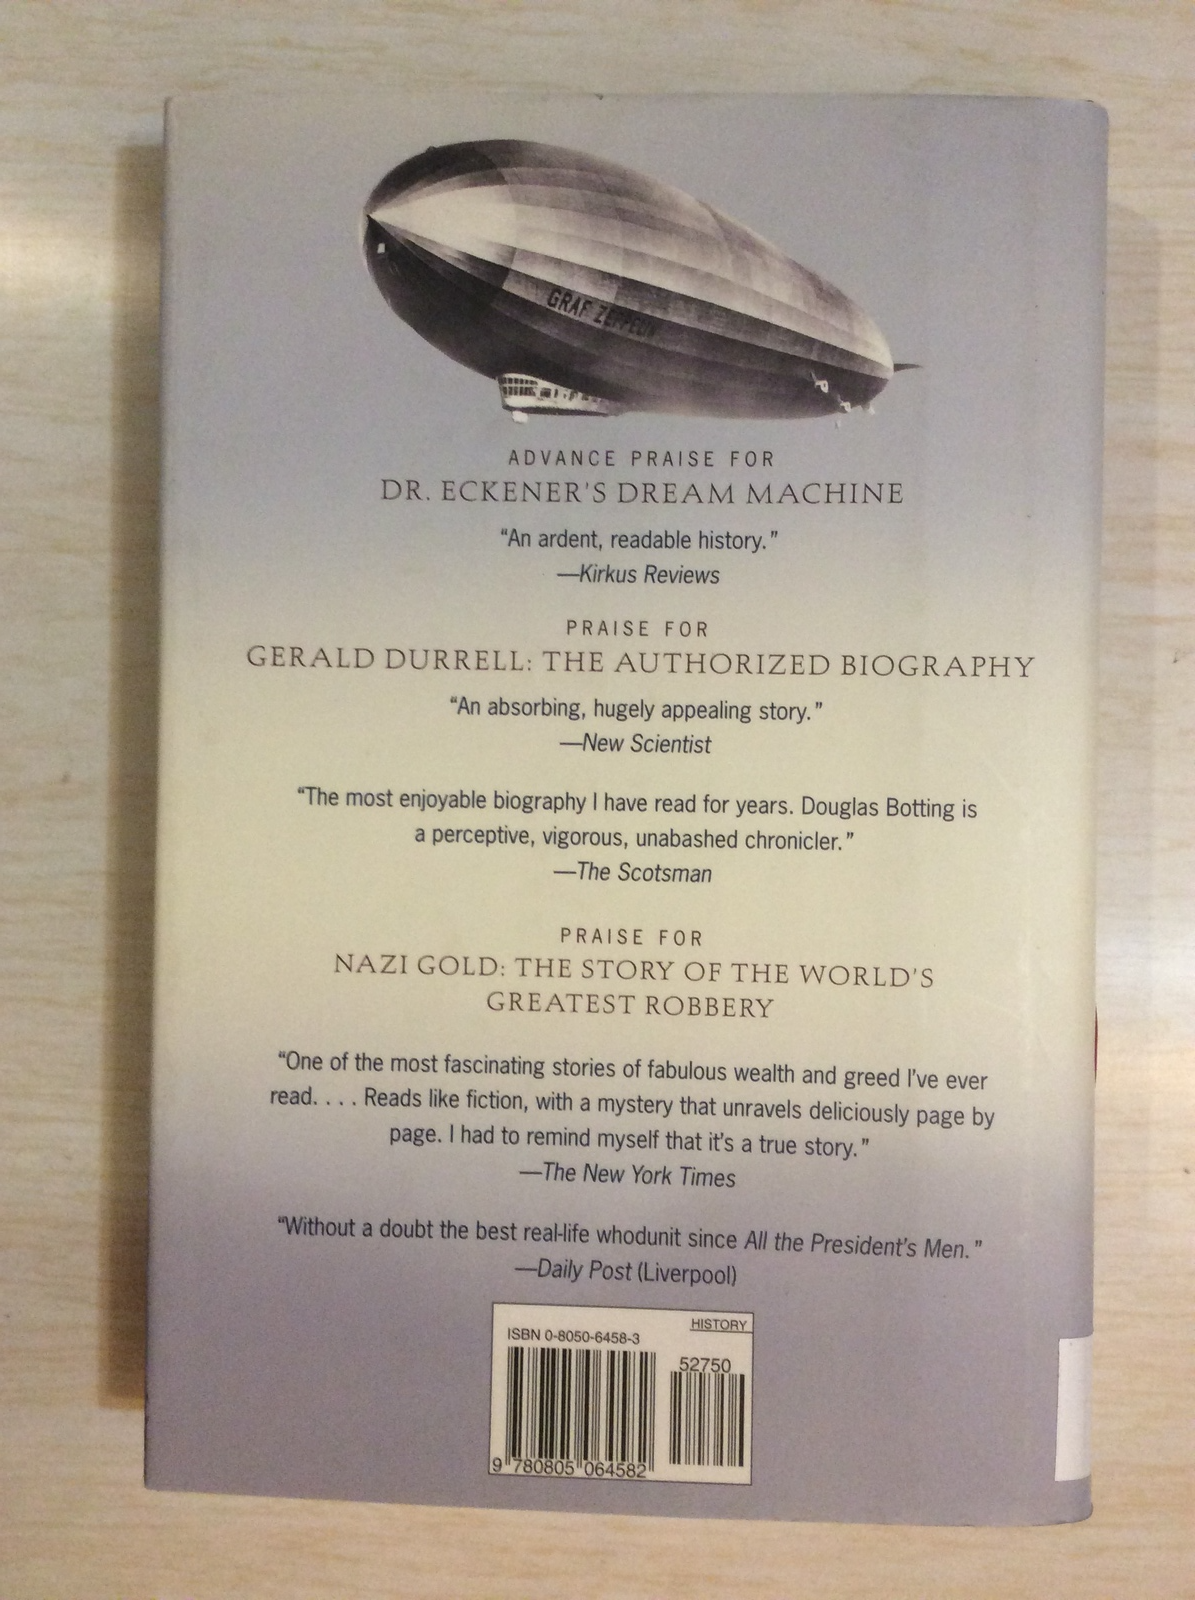 GRAF ZEPPELIN
ADVANCE PRAISE FOR
DR. ECKENER'S DREAM MACHINE
“An ardent, readable history.”
—Kirkus Reviews
PRAISE FOR
GERALD DURRELL: THE AUTHORIZED BIOGRAPHY
“An absorbing, hugely appealing story.”
—New Scientist
“The most enjoyable biography I have read for years. Douglas Botting is
a perceptive, vigorous, unabashed chronicler.”
—The Scotsman
PRAISE FOR
NAZI GOLD: THE STORY OF THE WORLD'S
GREATEST ROBBERY
“One of the most fascinating stories of fabulous wealth and greed I've ever
read. . . . Reads like fiction, with a mystery that unravels deliciously page by
page. I had to remind myself that it's a true story.”
—The New York Times
“Without a doubt the best real-life whodunit since All the President's Men.”
—Daily Post (Liverpool)
HISTORY
ISBN 0-8050-6458-3
52750
9 780805 064582